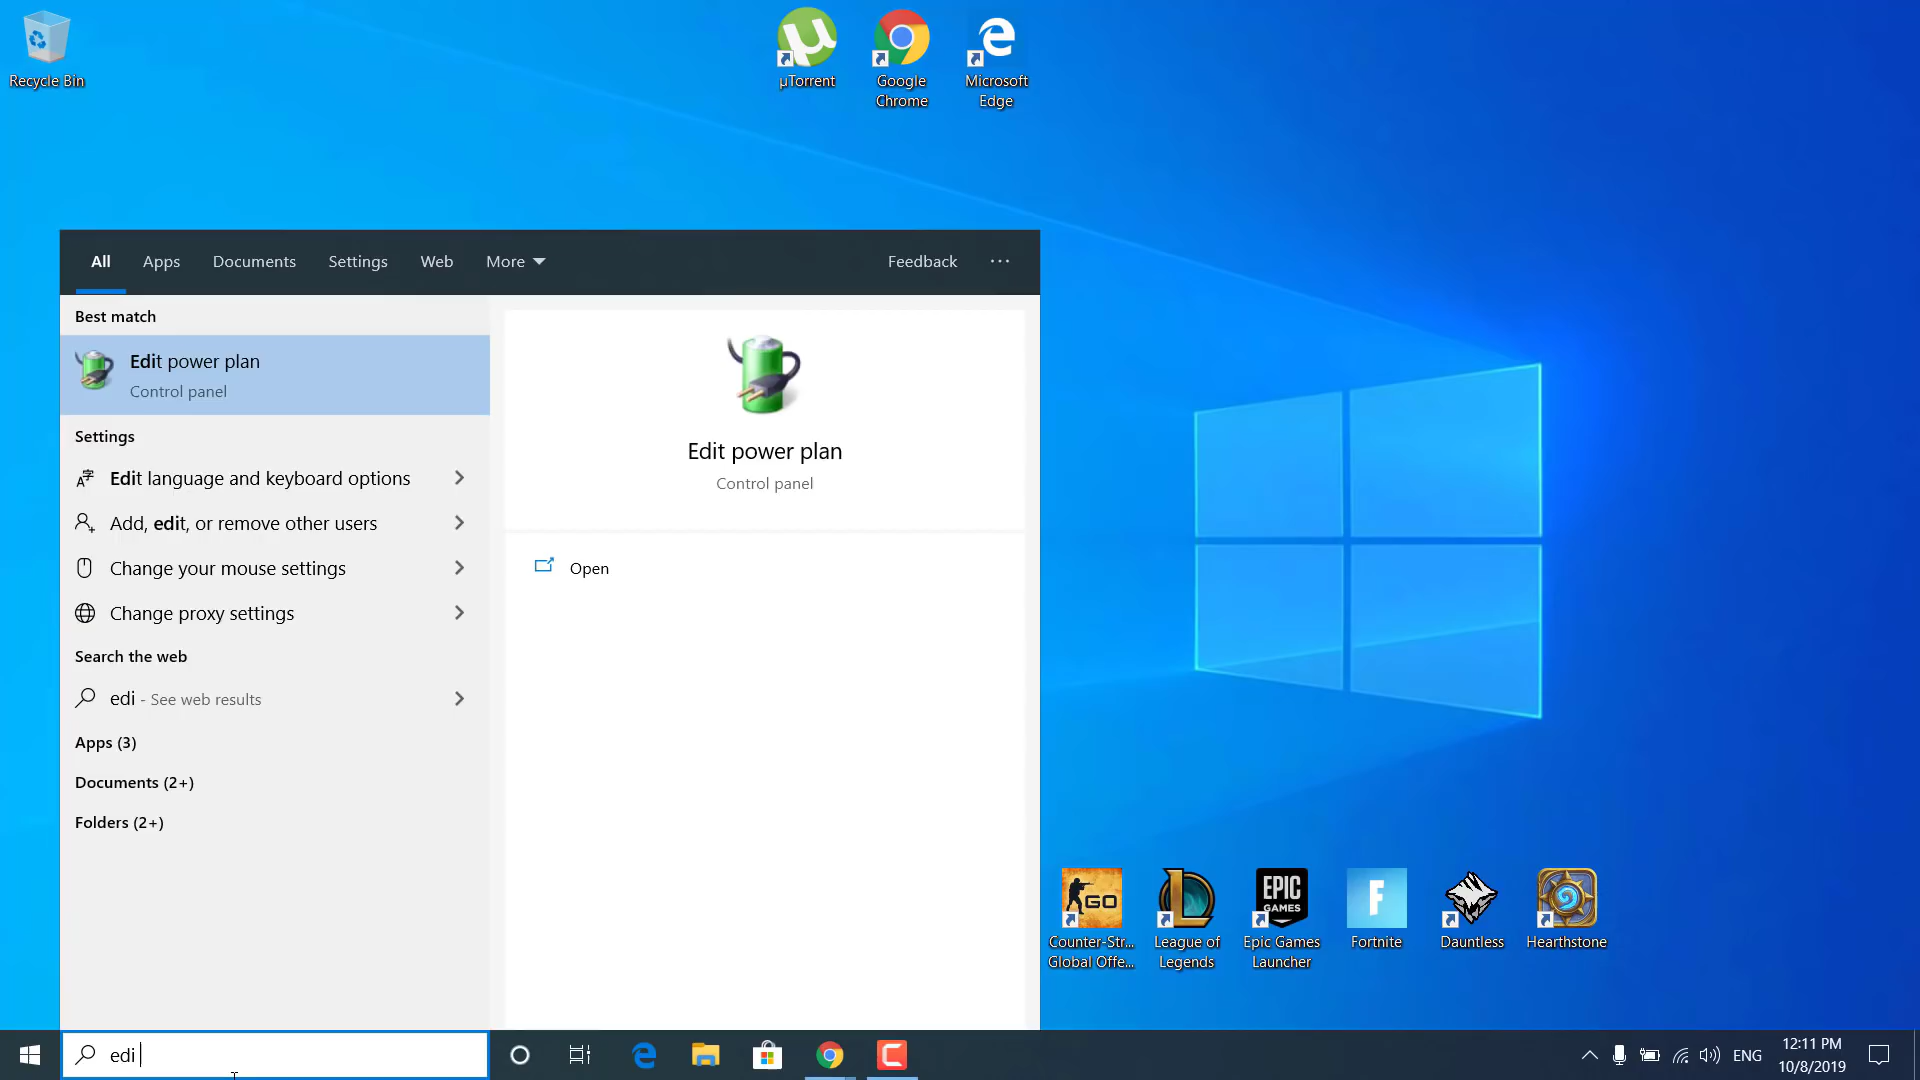 Recycle Bin
µTorrent
Google
Chrome
Microsoft
Edge
All
Apps
Documents
Settings
Web
More
Feedback
Best match
Edit power plan
Control panel
Settings
Edit language and keyboard options
Add, edit, or remove other users
Change your mouse settings
Change proxy settings
Search the web
edi - See web results
Apps (3)
Documents (2+)
Folders (2+)
Edit power plan
Control panel
Open
GO
EPIC
GAMES
F
Counter-Str...
Global Offe...
League of
Legends
Epic Games
Launcher
Fortnite
Dauntless
Hearthstone
edi
ENG
12:11 PM
10/8/2019